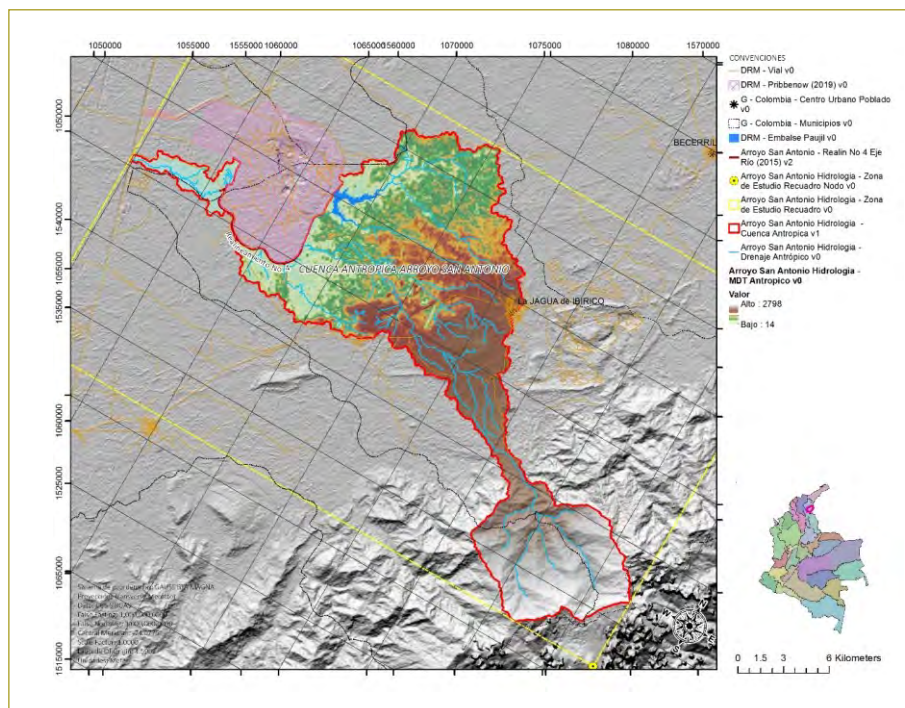 1050000
1055000
1555000
1060000
1560000
1070000
1075000
1080000
1570000
1050000
1540000
1055000
1535000
1060000
1525000
1065000
1515000
BECERRIL
CUENCA ANTROPICA ARROYO SAN ANTONIO
La JAGUA de IBIRICO
CONVENCIONES
DRM - Vial v0
DRM - Pribbenow (2019) v0
G - Colombia - Centro Urbano Poblado
v0
G - Colombia - Municipios v0
DRM - Embalse Paujil v0
Arroyo San Antonio - Realin No 4 Eje
Río (2015) v2
Arroyo San Antonio Hidrologia - Zona
de Estudio Recuadro Nodo v0
Arroyo San Antonio Hidrologia - Zona
de Estudio Recuadro v0
Arroyo San Antonio Hidrologia -
Cuenca Antropica v1
Arroyo San Antonio Hidrologia -
Drenaje Antrópico v0
Arroyo San Antonio Hidrologia -
MDT Antropico v0
Valor
Alto : 2798
Bajo : 14
0 1.5 3 6 Kilometers